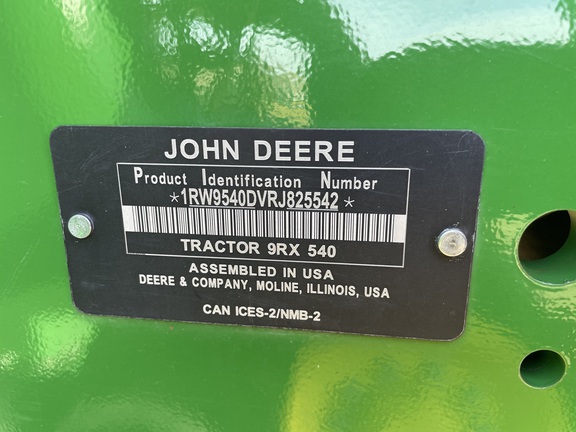 JOHN DEERE
Product Identification Number
*1RW9540DVRJ825542*
TRACTOR 9RX 540
ASSEMBLED IN USA
DEERE & COMPANY, MOLINE, ILLINOIS, USA
CAN ICES-2/NMB-2